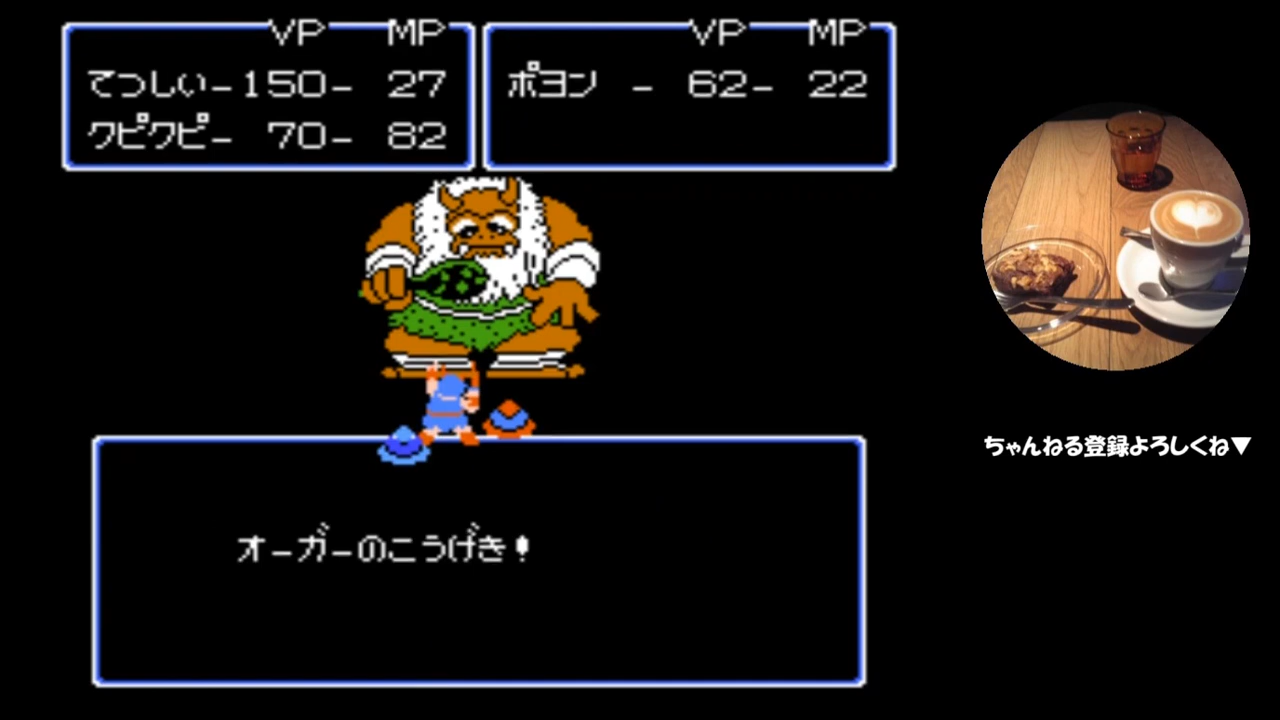 VP MP
てつしい-150- 27
クピクピ- 70- 82
VP MP
ポヨン - 62- 22
オーガーのこうげき!
ちゃんねる登録よろしくね▼